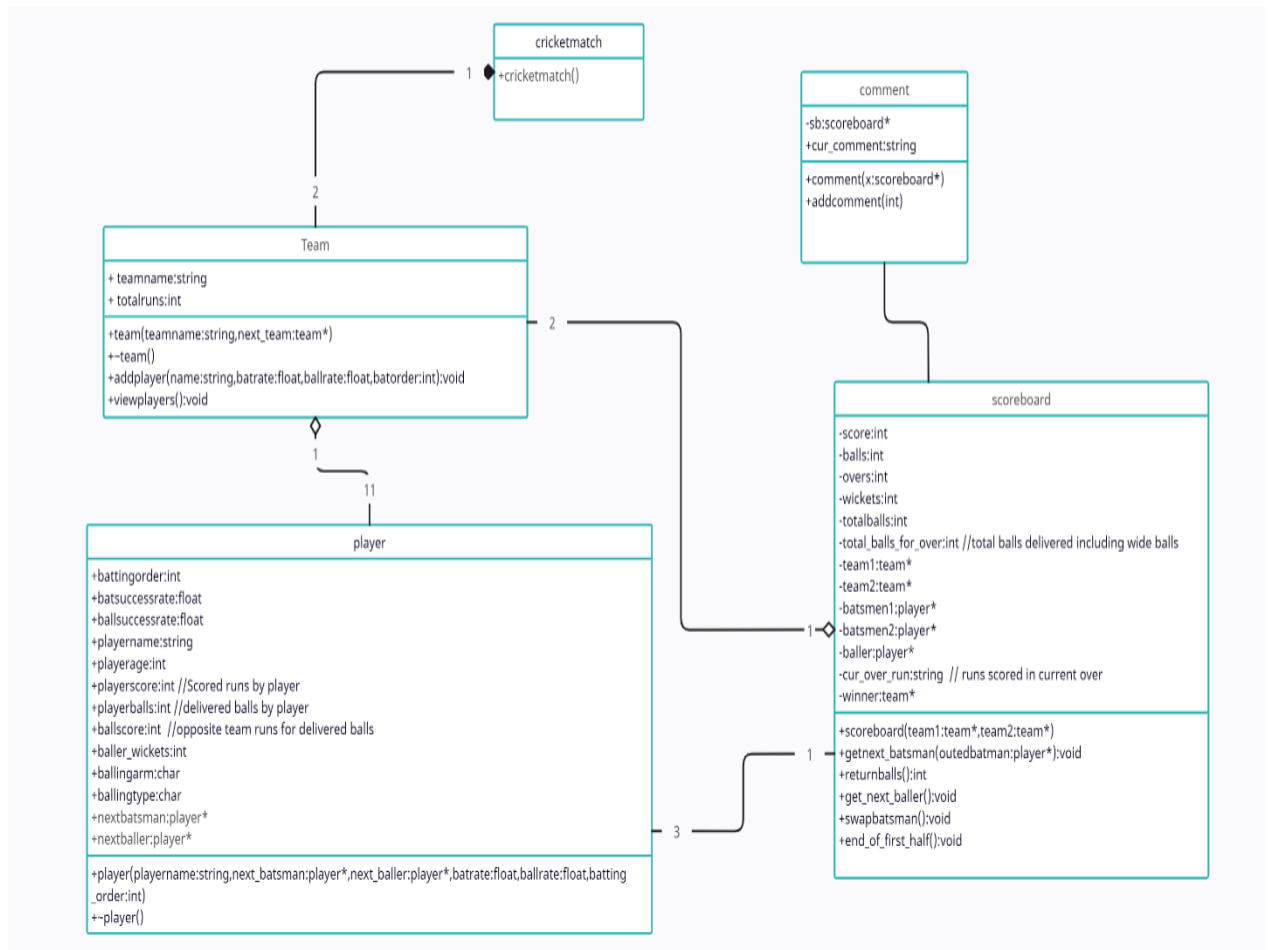 cricketmatch
+cricketmatch()
1
2
comment
-sb:scoreboard*
+cur_comment:string
+comment(x:scoreboard*)
+addcomment(int)
Team
+ teamname:string
+ totalruns:int
+team(teamname:string,next_team:team*)
+~team()
+addplayer(name:string,batrate:float,ballrate:float,batorder:int):void
+viewplayers():void
2
1
1
11
player
+battingorder:int
+batsuccessrate:float
+ballsuccessrate:float
+playername:string
+playerage:int
+playerscore:int //Scored runs by player
+playerballs:int //delivered balls by player
+ballscore:int //opposite team runs for delivered balls
+baller_wickets:int
+ballingarm:char
+ballingtype:char
+nextbatsman:player*
+nextballer:player*
+player(playername:string,next_batsman:player*,next_baller:player*,batrate:float,ballrate:float,batting
_order:int)
+~player()
3
1
scoreboard
-score:int
-balls:int
-overs:int
-wickets:int
-totalballs:int
-total_balls_for_over:int //total balls delivered including wide balls
-team1:team*
-team2:team*
-batsmen1:player*
-batsmen2:player*
-baller:player*
-cur_over_run:string // runs scored in current over
-winner:team*
+scoreboard(team1:team*,team2:team*)
+getnext_batsman(outedbatman:player*):void
+returnballs():int
+get_next_baller():void
+swapbatsman():void
+end_of_first_half():void